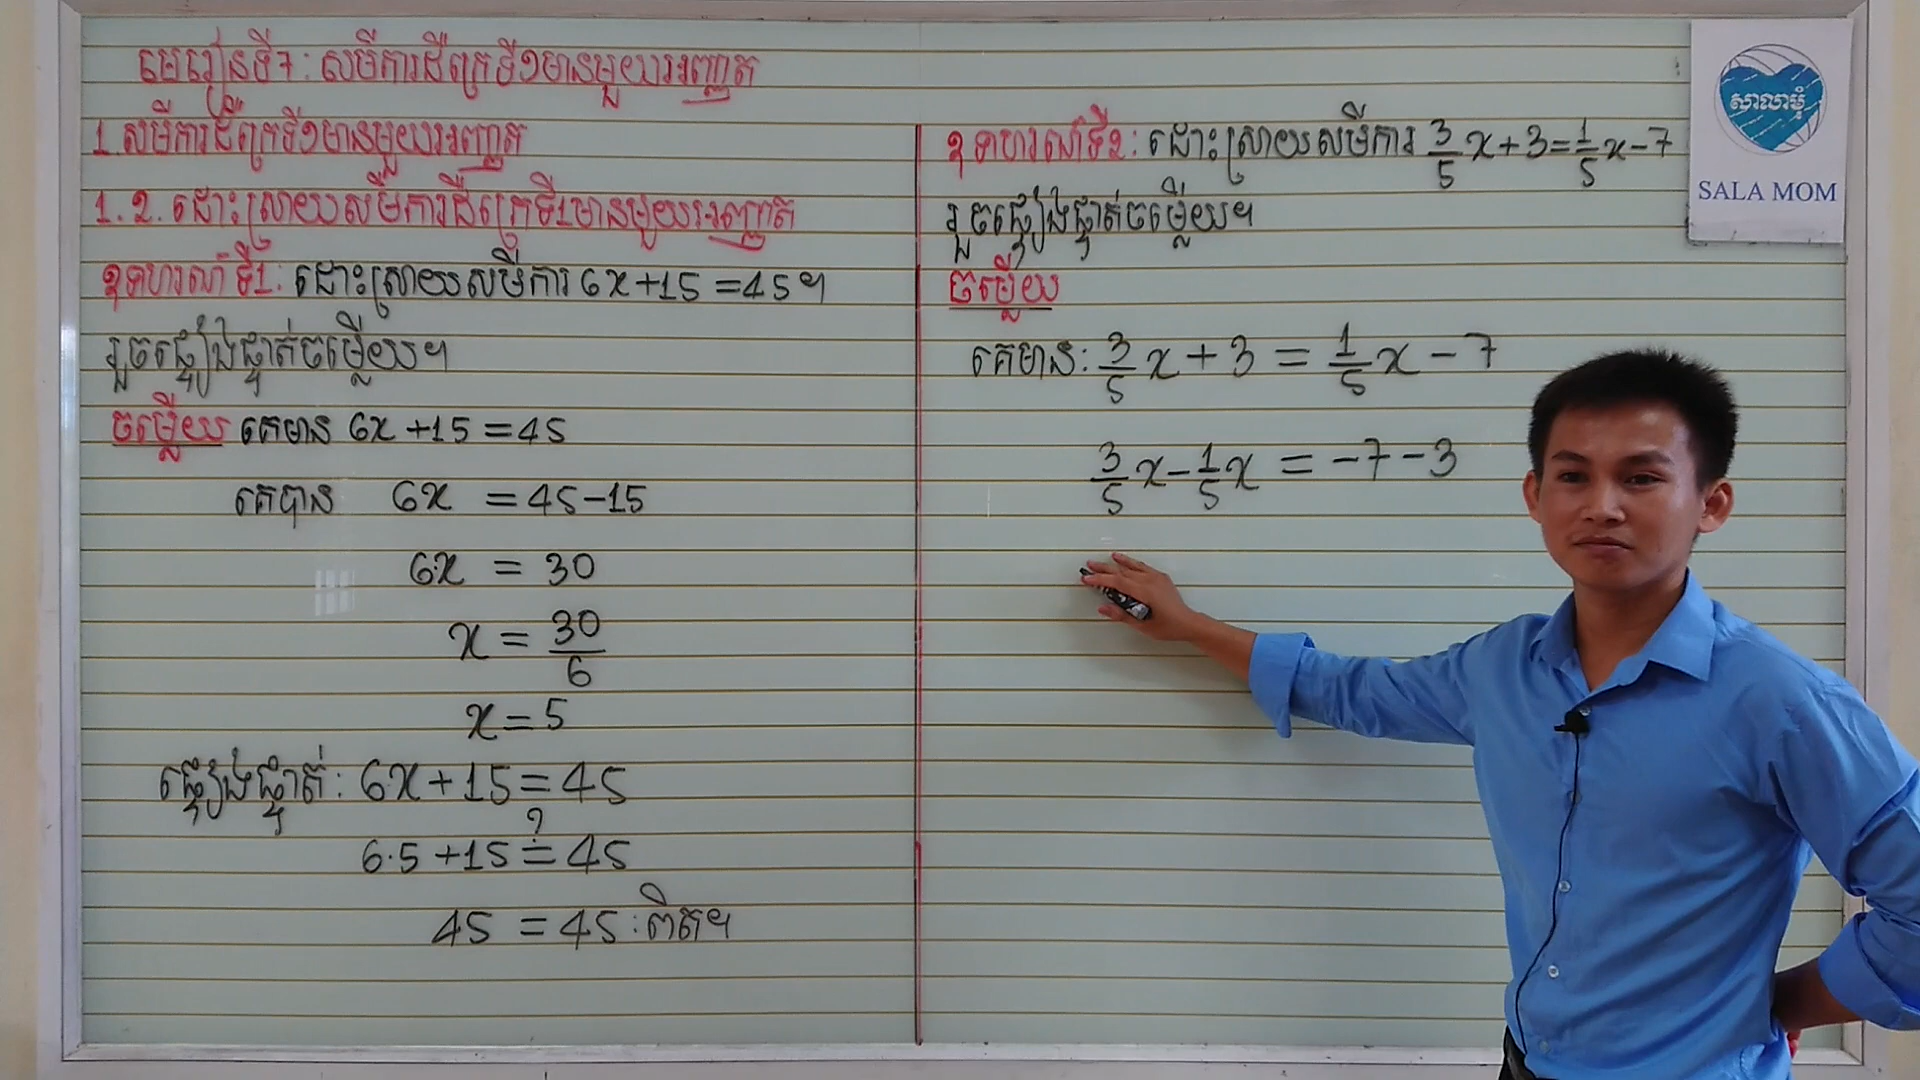 មេរៀនទី7: សមីការដឺក្រេទី១មានមួយអញ្ញាត
1.សមីការដឺក្រេទី១មានមួយអញ្ញាត
1.2.ដោះស្រាយសមីការដឺក្រេទី1មានមួយអញ្ញាត
ឧទាហរណ៍ទី1: ដោះស្រាយសមីការ 6x+15=45។
រួចផ្ទៀងផ្ទាត់ចម្លើយ។
ចម្លើយ គេមាន 6x+15=45
គេបាន 6x = 45-15
6x = 30
x = 30/6
x = 5
ផ្ទៀងផ្ទាត់: 6x+15=45
6·5+15 ≟ 45
45 = 45 : ពិត។
ឧទាហរណ៍ទី2: ដោះស្រាយសមីការ 3/5x+3=1/5x-7
រួចផ្ទៀងផ្ទាត់ចម្លើយ។
ចម្លើយ
គេមាន: 3/5x+3 = 1/5x-7
3/5x-1/5x = -7-3
សាលាមុំ
SALA MOM